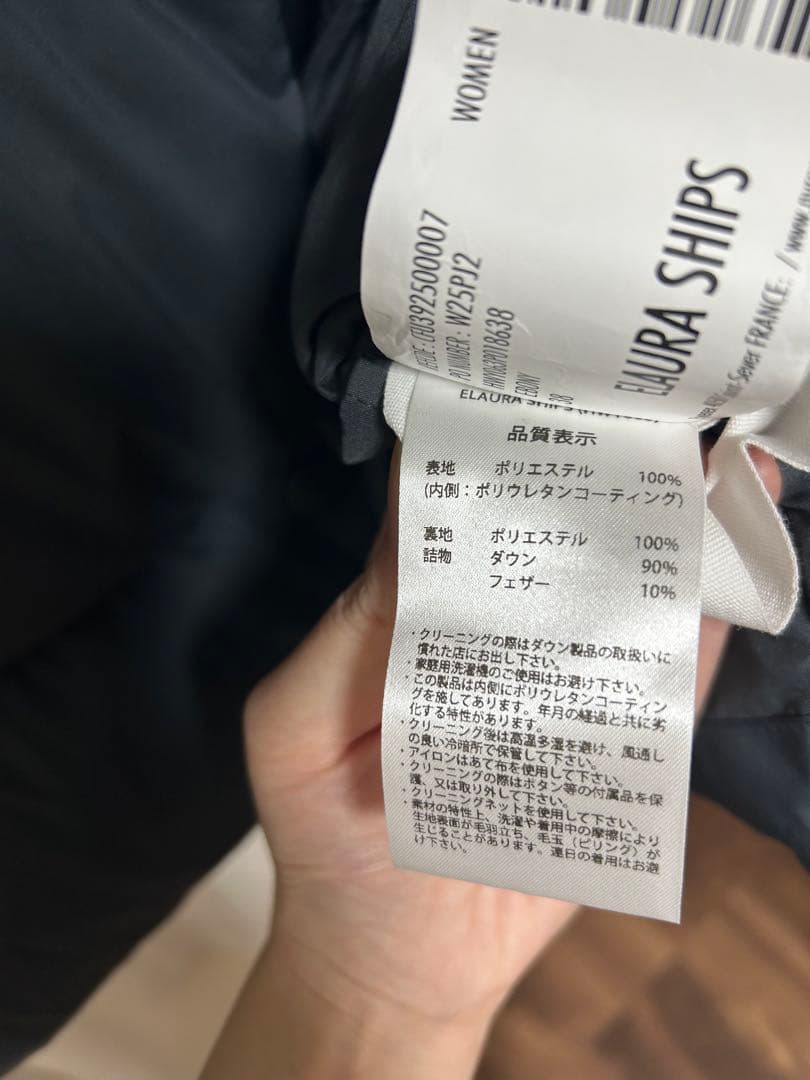 WOMEN
CFU392500007
PO NUMBER : W25PJ2
HW063P018638
EBONY
38
ELAURA SHIPS
Sever FRANCE: / www.
ELAURA SHIPS
品質表示
表地 ポリエステル 100%
(内側：ポリウレタンコーティング)
裏地 ポリエステル 100%
詰物 ダウン 90%
フェザー 10%
・クリーニングの際はダウン製品の取扱いに
慣れた店にお出し下さい。
・家庭用洗濯機のご使用はお避け下さい。
・この製品は内側にポリウレタンコーティン
グを施してあります。年月の経過と共に劣
化する特性があります。
・クリーニング後は高温多湿を避け、風通し
の良い冷暗所で保管して下さい。
・アイロンはあて布を使用して下さい。
・クリーニングの際はボタン等の付属品を保
護、又は取り外して下さい。
・クリーニングネットを使用して下さい。
・素材の特性上、洗濯や着用中の摩擦により
生地表面が毛羽立ち、毛玉（ピリング）が
生じることがあります。連日の着用はお避
け下さい。